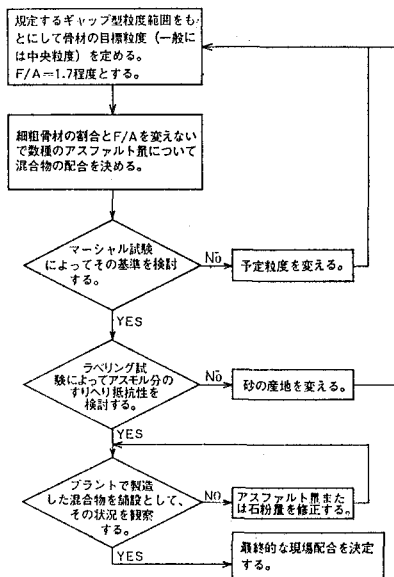 規定するギャップ型粒度範囲をも
とにして骨材の目標粒度（一般に
は中央粒度）を定める。
F/A＝1.7程度とする。
細粗骨材の割合とF/Aを変えない
で数種のアスファルト量について
混合物の配合を決める。
マーシャル試験
によってその基準を検討
する。
No
予定粒度を変える。
YES
ラベリング試
験によってアスモル分の
すりへり抵抗性を
検討する。
No
砂の産地を変える。
YES
プラントで製造
した混合物を舗設として、
その状況を観察
する。
NO
アスファルト量また
は石粉量を修正する。
YES
最終的な現場配合を決定
する。